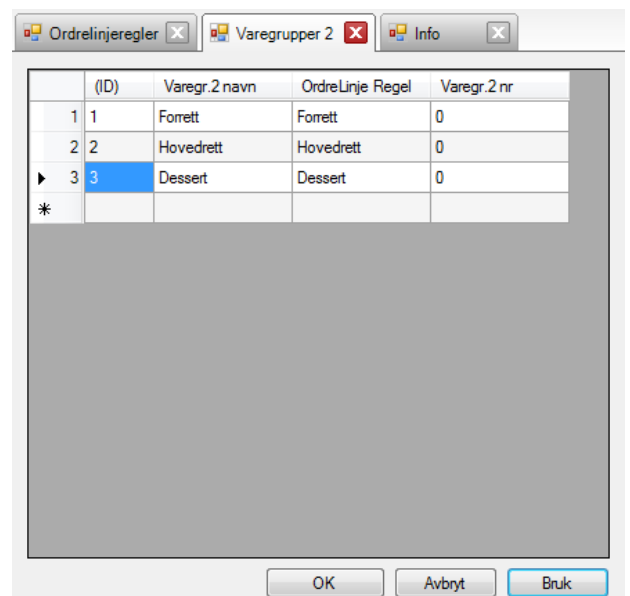 Ordrelinjeregler Varegrupper 2 Info
(ID) Varegr.2 navn OrdreLinje Regel Varegr.2 nr
1 1 Forrett Forrett 0
2 2 Hovedrett Hovedrett 0
3 3 Dessert Dessert 0
OK Avbryt Bruk